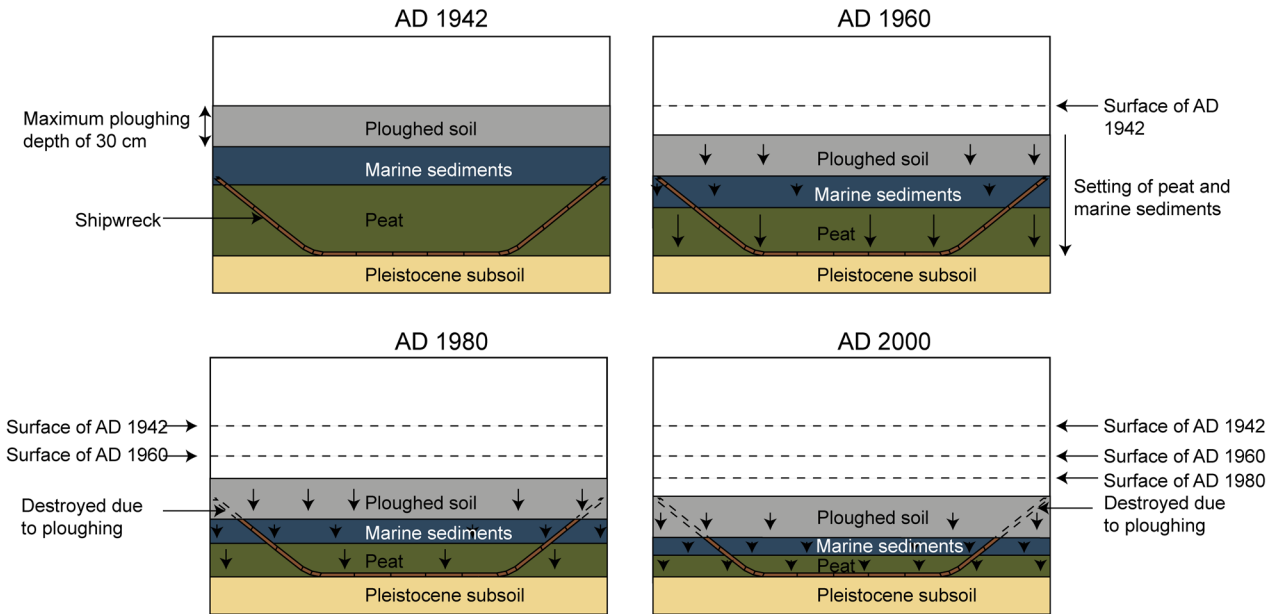 AD 1942
Maximum ploughing
depth of 30 cm
Ploughed soil
Marine sediments
Shipwreck
Peat
Pleistocene subsoil
AD 1960
Surface of AD
1942
Ploughed soil
Marine sediments
Setting of peat and
marine sediments
Peat
Pleistocene subsoil
AD 1980
Surface of AD 1942
Surface of AD 1960
Destroyed due
to ploughing
Ploughed soil
Marine sediments
Peat
Pleistocene subsoil
AD 2000
Surface of AD 1942
Surface of AD 1960
Surface of AD 1980
Destroyed due
to ploughing
Ploughed soil
Marine sediments
Peat
Pleistocene subsoil